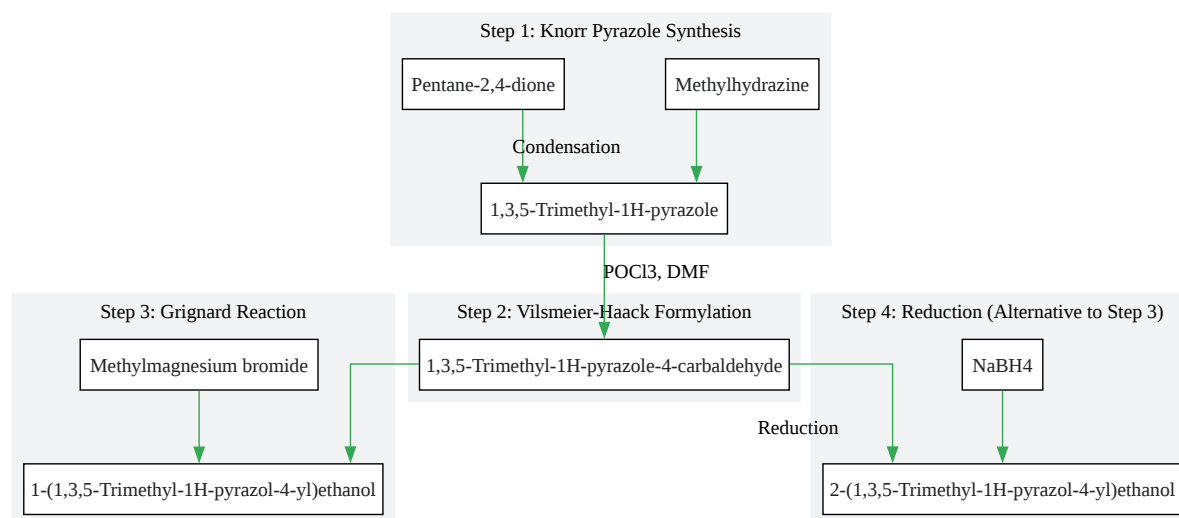 Step 1: Knorr Pyrazole Synthesis
Pentane-2,4-dione
Methylhydrazine
Condensation
1,3,5-Trimethyl-1H-pyrazole
POCl3, DMF
Step 3: Grignard Reaction
Step 2: Vilsmeier-Haack Formylation
Step 4: Reduction (Alternative to Step 3)
Methylmagnesium bromide
1,3,5-Trimethyl-1H-pyrazole-4-carbaldehyde
NaBH4
Reduction
1-(1,3,5-Trimethyl-1H-pyrazol-4-yl)ethanol
2-(1,3,5-Trimethyl-1H-pyrazol-4-yl)ethanol